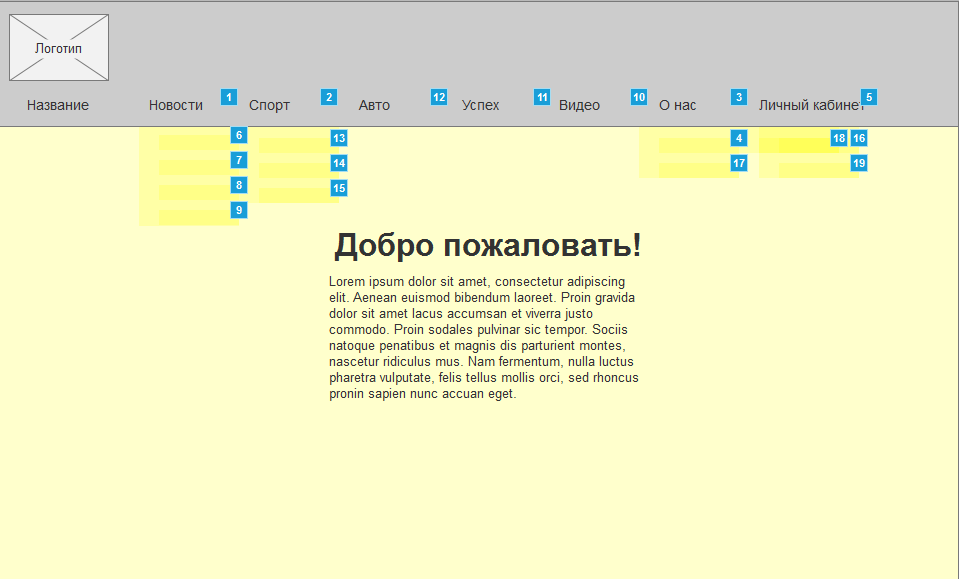 Логотип
Название Новости 1 Спорт 2 Авто 12 Успех 11 Видео 10 О нас 3 Личный кабинет 5
6 13 4 18 16
7 14 17 19
8 15
9
Добро пожаловать!
Lorem ipsum dolor sit amet, consectetur adipiscing
elit. Aenean euismod bibendum laoreet. Proin gravida
dolor sit amet lacus accumsan et viverra justo
commodo. Proin sodales pulvinar sic tempor. Sociis
natoque penatibus et magnis dis parturient montes,
nascetur ridiculus mus. Nam fermentum, nulla luctus
pharetra vulputate, felis tellus mollis orci, sed rhoncus
pronin sapien nunc accuan eget.